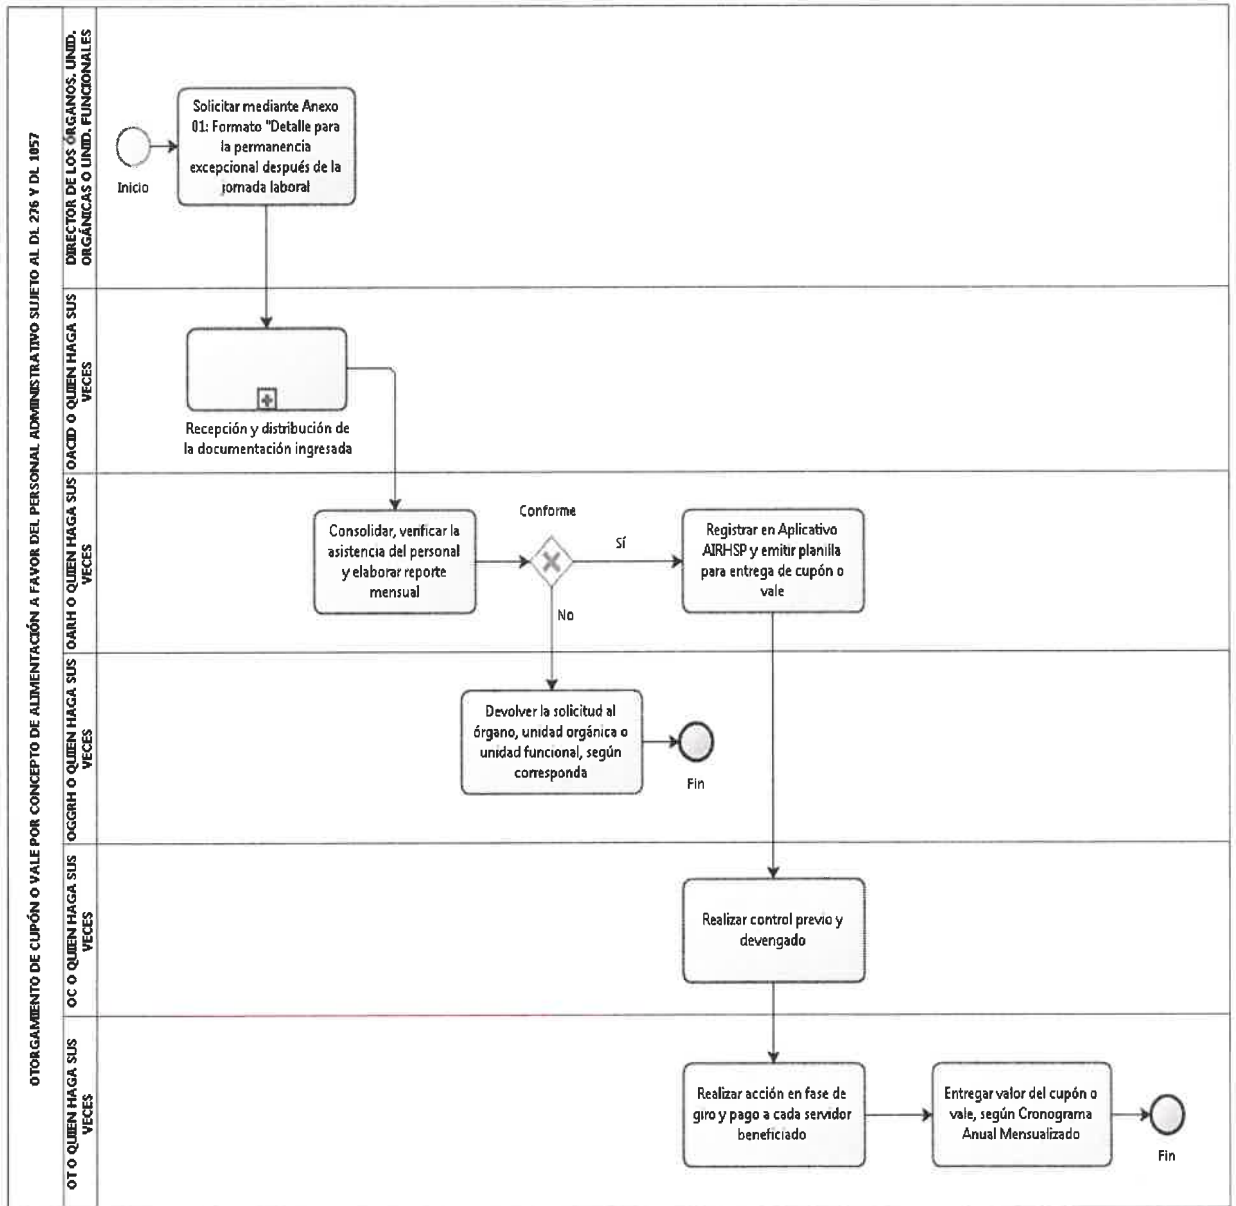 OTORGAMIENTO DE CUPÓN O VALE POR CONCEPTO DE ALIMENTACIÓN A FAVOR DEL PERSONAL ADMINISTRATIVO SUJETO AL DL 276 Y DL 1057
DIRECTOR DE LOS ÓRGANOS, UNID.
ORGÁNICAS O UNID. FUNCIONALES
Inicio
Solicitar mediante Anexo
01: Formato "Detalle para
la permanencia
excepcional después de la
jornada laboral
OACID O QUIEN HAGA SUS
VECES
Recepción y distribución de
la documentación ingresada
OARH O QUIEN HAGA SUS
VECES
Consolidar, verificar la
asistencia del personal
y elaborar reporte
mensual
Conforme
Sí
No
Registrar en Aplicativo
AIRHSP y emitir planilla
para entrega de cupón o
vale
OGGRH O QUIEN HAGA SUS
VECES
Devolver la solicitud al
órgano, unidad orgánica o
unidad funcional, según
corresponda
Fin
OC O QUIEN HAGA SUS
VECES
Realizar control previo y
devengado
OT O QUIEN HAGA SUS
VECES
Realizar acción en fase de
giro y pago a cada servidor
beneficiado
Entregar valor del cupón o
vale, según Cronograma
Anual Mensualizado
Fin